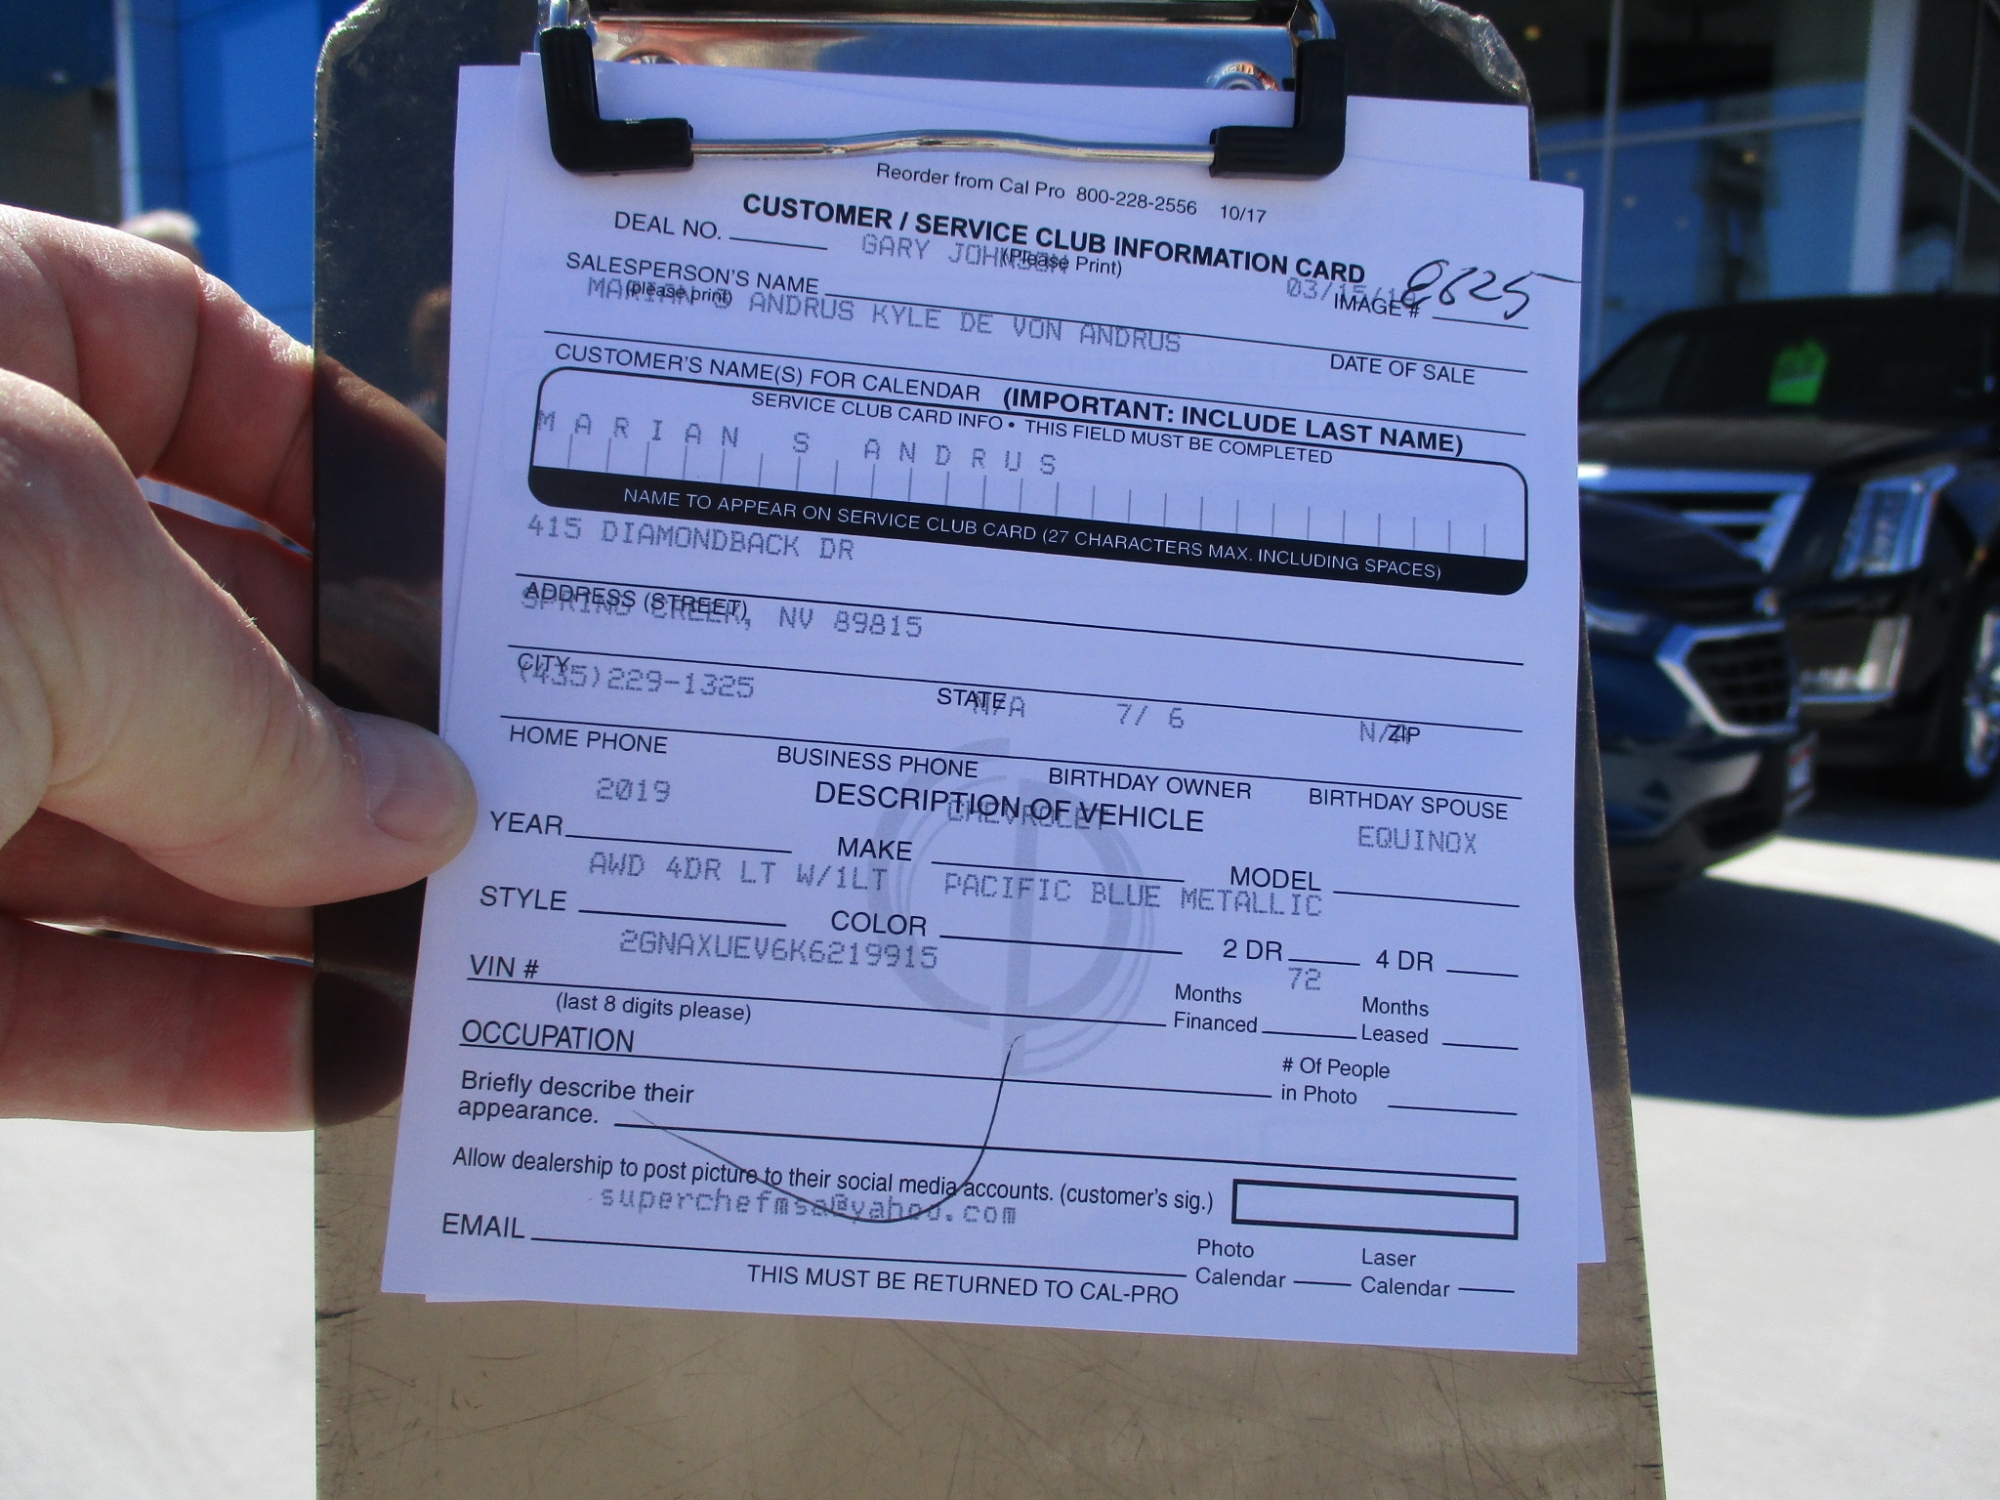 Reorder from Cal Pro 800-228-2556 10/17
CUSTOMER / SERVICE CLUB INFORMATION CARD
DEAL NO. GARY JOHNSON (Please Print)
SALESPERSON'S NAME 03/15/19 IMAGE #
(please print)
MARIAN S ANDRUS KYLE DE VON ANDRUS
DATE OF SALE
CUSTOMER'S NAME(S) FOR CALENDAR (IMPORTANT: INCLUDE LAST NAME)
SERVICE CLUB CARD INFO • THIS FIELD MUST BE COMPLETED
MARIAN S ANDRUS
NAME TO APPEAR ON SERVICE CLUB CARD (27 CHARACTERS MAX. INCLUDING SPACES)
415 DIAMONDBACK DR
ADDRESS (STREET)
SPRING CREEK, NV 89815
CITY STATE ZIP
(435)229-1325 N/A 7/ 6 N/A
HOME PHONE BUSINESS PHONE BIRTHDAY OWNER BIRTHDAY SPOUSE
DESCRIPTION OF VEHICLE
2019 CHEVROLET EQUINOX
YEAR MAKE MODEL
AWD 4DR LT W/1LT PACIFIC BLUE METALLIC
STYLE COLOR 2 DR 4 DR
2GNAXUEV6K6219915 72
VIN # Months Financed Months Leased
(last 8 digits please)
OCCUPATION # Of People in Photo
Briefly describe their
appearance.
Allow dealership to post picture to their social media accounts. (customer's sig.)
superchefmsa@yahoo.com
EMAIL Photo Calendar Laser Calendar
THIS MUST BE RETURNED TO CAL-PRO